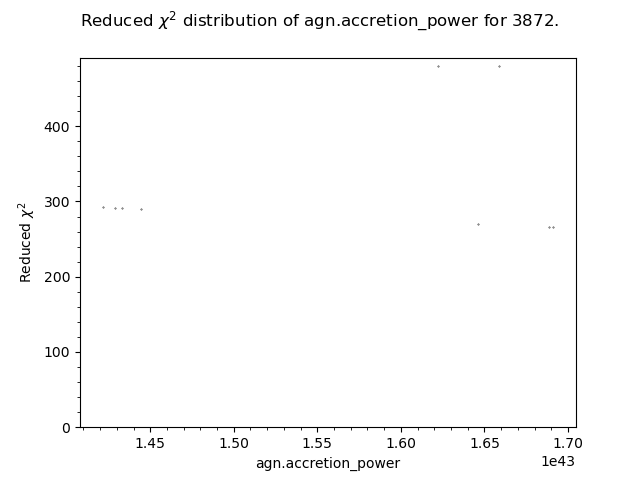 Reduced χ² distribution of agn.accretion_power for 3872.
400
300
200
100
0
Reduced χ²
1.45 1.50 1.55 1.60 1.65 1.70
1e43
agn.accretion_power